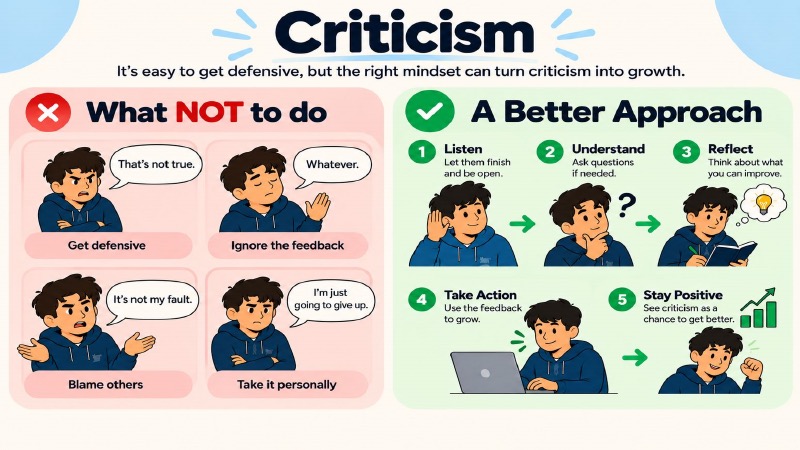 Criticism
It's easy to get defensive, but the right mindset can turn criticism into growth.
What NOT to do
That's not true.
Get defensive
Whatever.
Ignore the feedback
It's not my fault.
Blame others
I'm just
going to give up.
Take it personally
A Better Approach
1 Listen
Let them finish
and be open.
2 Understand
Ask questions
if needed.
?
3 Reflect
Think about what
you can improve.
4 Take Action
Use the feedback
to grow.
5 Stay Positive
See criticism as a
chance to get better.